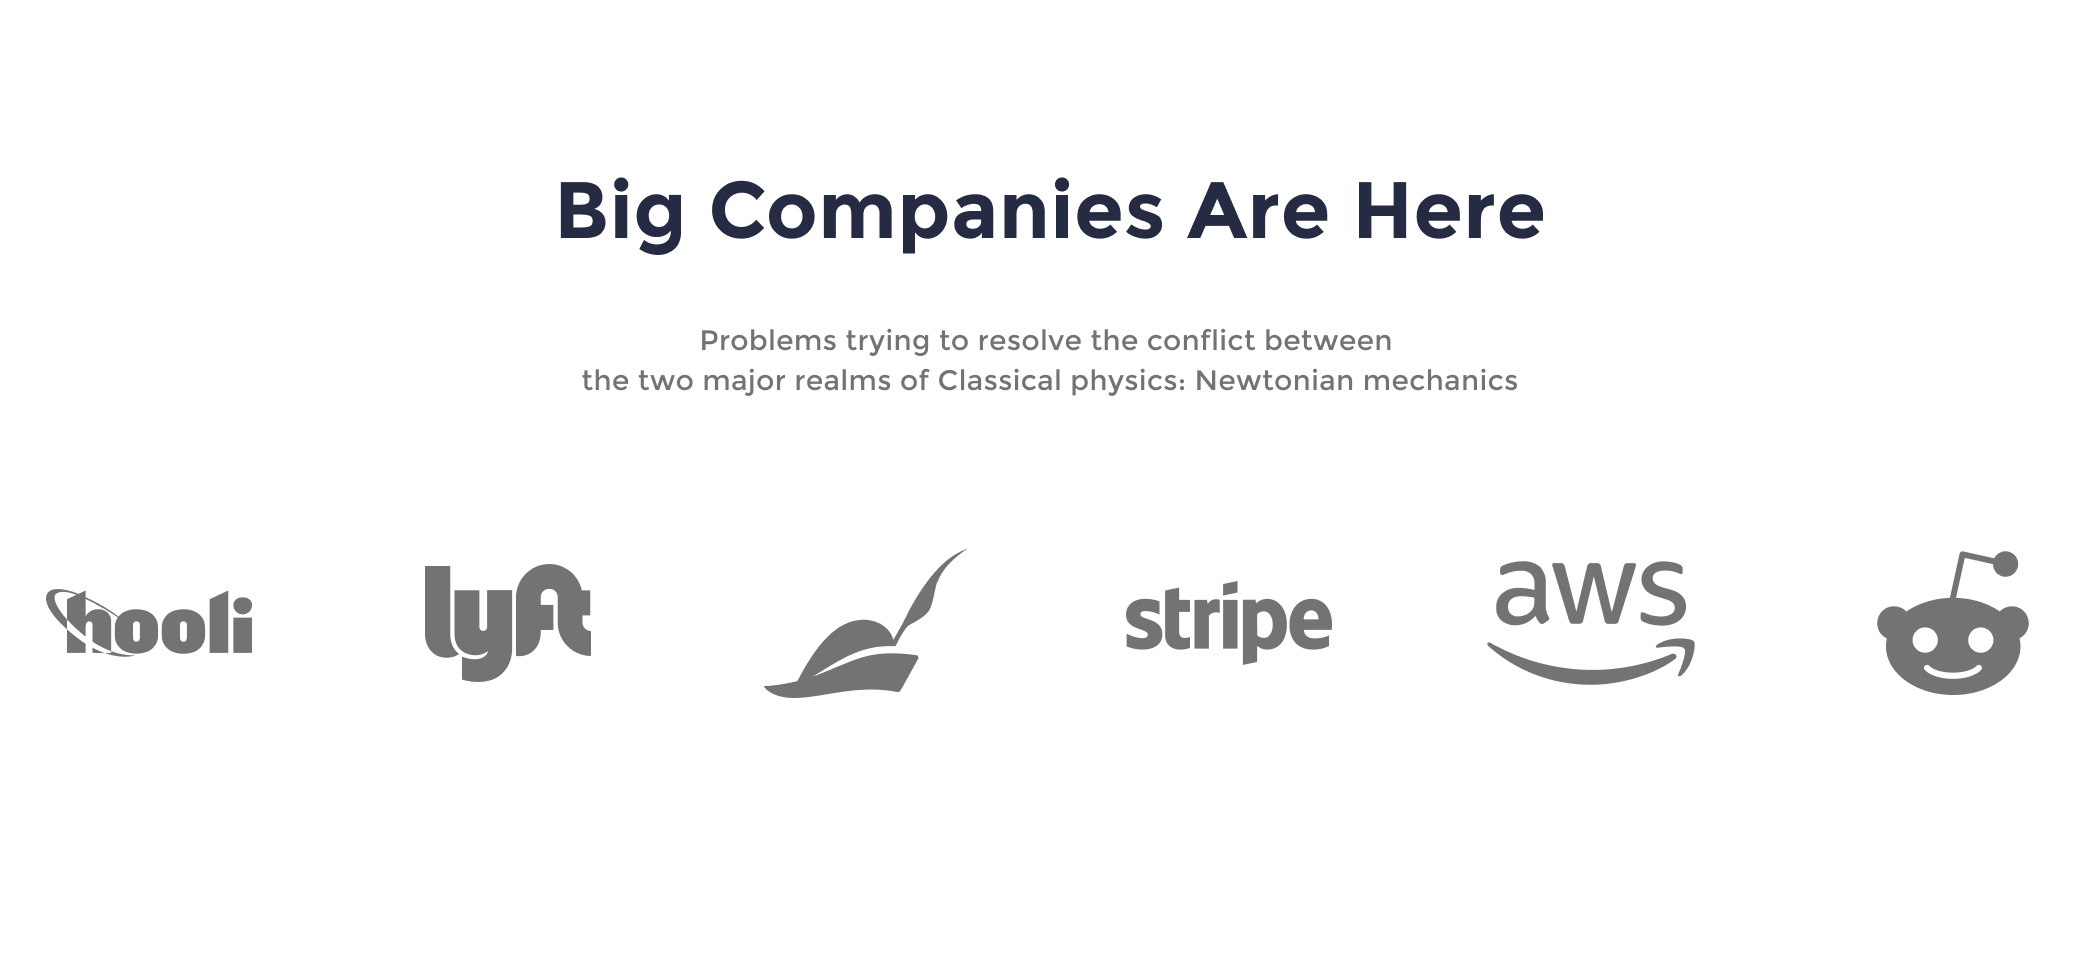 Big Companies Are Here
Problems trying to resolve the conflict between
the two major realms of Classical physics: Newtonian mechanics
hooli
lyft
stripe
aws